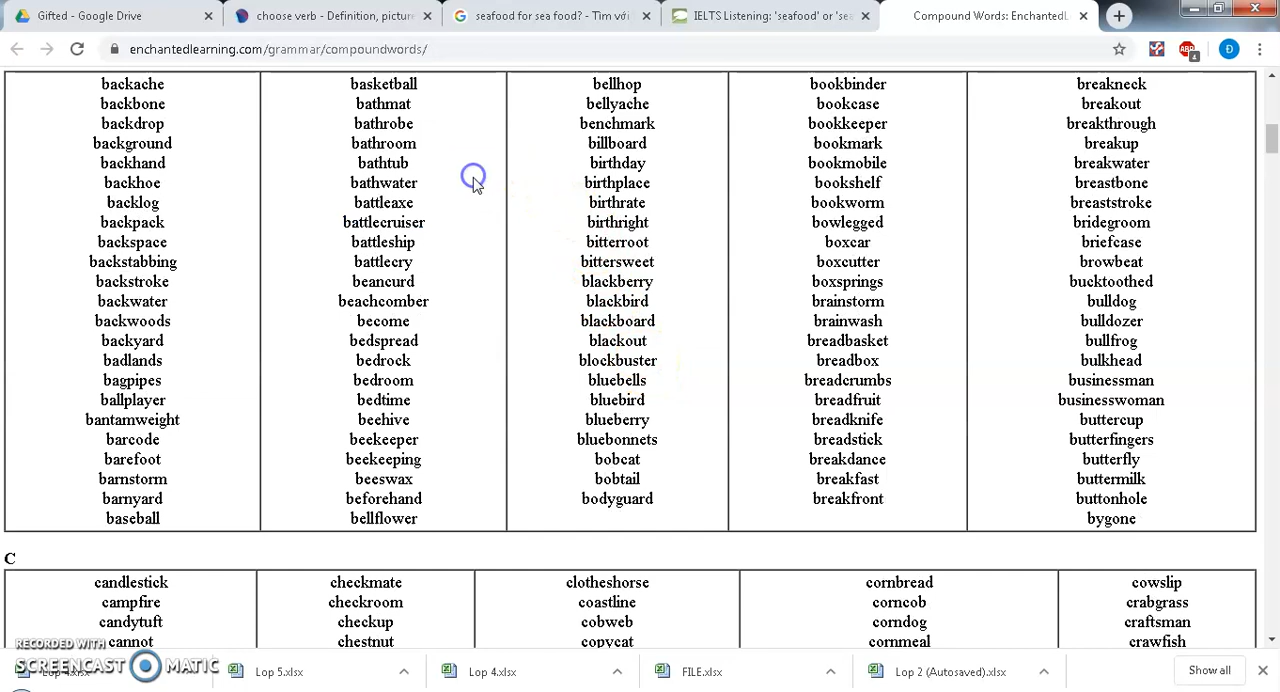 Gifted - Google Drive
choose verb - Definition, picture
seafood for sea food? - Tìm với
IELTS Listening: 'seafood' or 'sea
Compound Words: EnchantedL
enchantedlearning.com/grammar/compoundwords/
ABP
Đ
backache basketball bellhop bookbinder breakneck
backbone bathmat bellyache bookcase breakout
backdrop bathrobe benchmark bookkeeper breakthrough
background bathroom billboard bookmark breakup
backhand bathtub birthday bookmobile breakwater
backhoe bathwater birthplace bookshelf breastbone
backlog battleaxe birthrate bookworm breaststroke
backpack battlecruiser birthright bowlegged bridegroom
backspace battleship bitterroot boxcar briefcase
backstabbing battlecry bittersweet boxcutter browbeat
backstroke beancurd blackberry boxsprings bucktoothed
backwater beachcomber blackbird brainstorm bulldog
backwoods become blackboard brainwash bulldozer
backyard bedspread blackout breadbasket bullfrog
badlands bedrock blockbuster breadbox bulkhead
bagpipes bedroom bluebells breadcrumbs businessman
ballplayer bedtime bluebird breadfruit businesswoman
bantamweight beehive blueberry breadknife buttercup
barcode beekeeper bluebonnets breadstick butterfingers
barefoot beekeeping bobcat breakdance butterfly
barnstorm beeswax bobtail breakfast buttermilk
barnyard beforehand bodyguard breakfront buttonhole
baseball bellflower bygone
C
candlestick checkmate clotheshorse cornbread cowslip
campfire checkroom coastline corncob crabgrass
candytuft checkup cobweb corndog craftsman
cannot chestnut copycat cornmeal crawfish
RECORDED WITH
SCREENCAST MATIC
Lop 5.xlsx
Lop 4.xlsx
FILE.xlsx
Lop 2 (Autosaved).xlsx
Show all